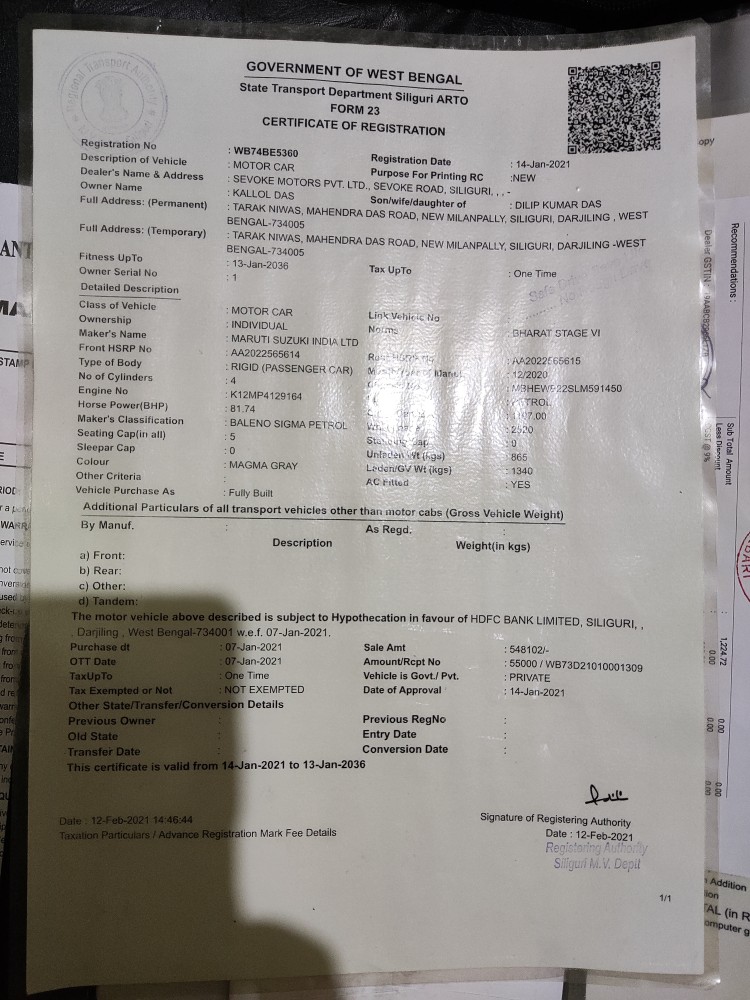 GOVERNMENT OF WEST BENGAL
State Transport Department Siliguri ARTO
FORM 23
CERTIFICATE OF REGISTRATION
Registration No : WB74BE5360 Registration Date : 14-Jan-2021
Description of Vehicle : MOTOR CAR Purpose For Printing RC :NEW
Dealer's Name & Address : SEVOKE MOTORS PVT. LTD., SEVOKE ROAD, SILIGURI, , , -
Owner Name : KALLOL DAS Son/wife/daughter of : DILIP KUMAR DAS
Full Address: (Permanent) : TARAK NIWAS, MAHENDRA DAS ROAD, NEW MILANPALLY, SILIGURI, DARJILING , WEST
BENGAL-734005
Full Address: (Temporary) : TARAK NIWAS, MAHENDRA DAS ROAD, NEW MILANPALLY, SILIGURI, DARJILING -WEST
BENGAL-734005
Fitness UpTo : 13-Jan-2036 Tax UpTo : One Time
Owner Serial No : 1
Detailed Description
Class of Vehicle : MOTOR CAR Link Vehicle No
Ownership : INDIVIDUAL Norms BHARAT STAGE VI
Maker's Name : MARUTI SUZUKI INDIA LTD
Front HSRP No : AA2022565614 : AA2022565615
Type of Body : RIGID (PASSENGER CAR) : 12/2020
No of Cylinders : 4
Engine No : K12MP4129164
Horse Power(BHP) : 81.74
Maker's Classification : BALENO SIGMA PETROL : 2520
Seating Cap(in all) : 5 : 0
Sleepar Cap : 0 Unladen Wt (kgs) : 865
Colour : MAGMA GRAY Laden/GV Wt (kgs) : 1340
Other Criteria : AC Fitted : YES
Vehicle Purchase As : Fully Built
Additional Particulars of all transport vehicles other than motor cabs (Gross Vehicle Weight)
By Manuf. : As Regd. :
Description Weight(in kgs)
a) Front:
b) Rear:
c) Other:
d) Tandem:
The motor vehicle above described is subject to Hypothecation in favour of HDFC BANK LIMITED, SILIGURI, ,
, Darjiling , West Bengal-734001 w.e.f. 07-Jan-2021.
Purchase dt : 07-Jan-2021 Sale Amt : 548102/-
OTT Date : 07-Jan-2021 Amount/Rcpt No : 55000 / WB73D21010001309
TaxUpTo : One Time Vehicle is Govt./ Pvt. : PRIVATE
Tax Exempted or Not : NOT EXEMPTED Date of Approval : 14-Jan-2021
Other State/Transfer/Conversion Details
Previous Owner : Previous RegNo :
Old State : Entry Date :
Transfer Date : Conversion Date :
This certificate is valid from 14-Jan-2021 to 13-Jan-2036
Date : 12-Feb-2021 14:46:44
Taxation Particulars / Advance Registration Mark Fee Details
Signature of Registering Authority
Date : 12-Feb-2021
Registering Authority
Siliguri M.V. Deptt
1/1
Recommendations :
Sub Total Amount
Less Discount
1,224.72
0.00